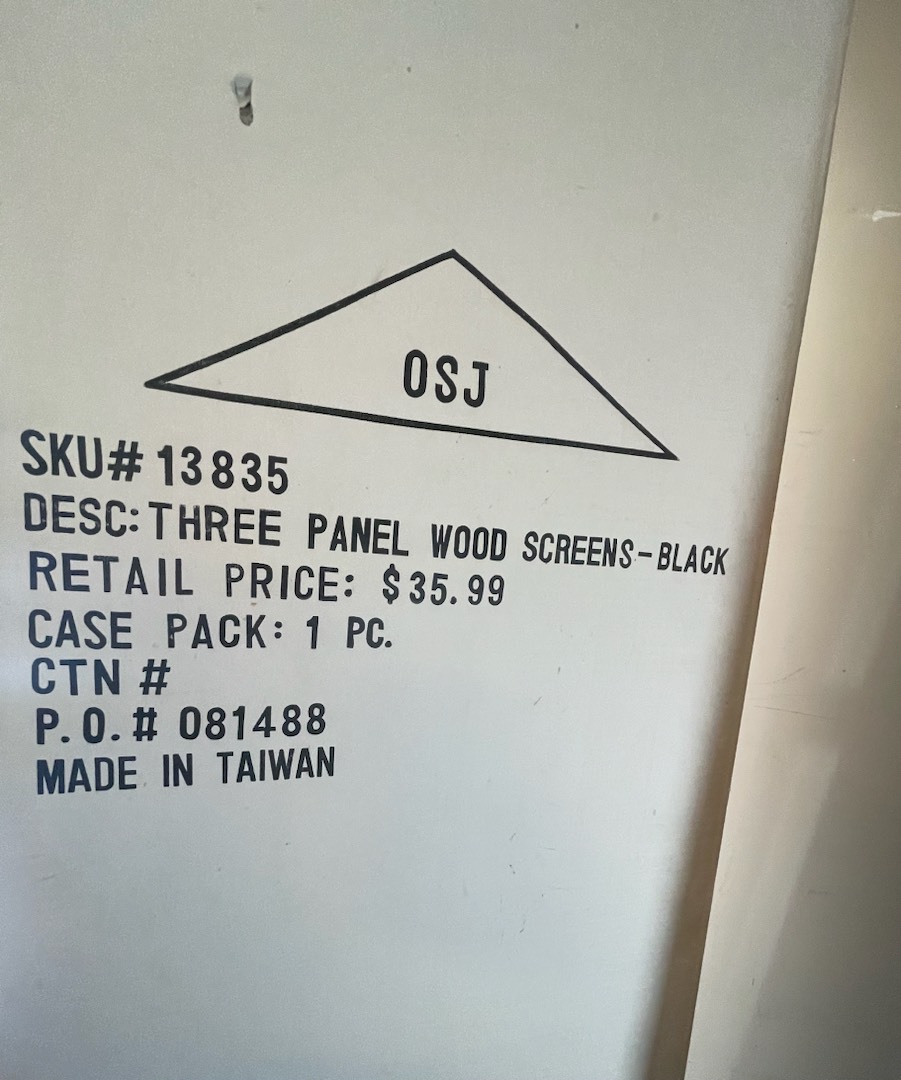 OSJ
SKU# 13835
DESC: THREE PANEL WOOD SCREENS-BLACK
RETAIL PRICE: $35.99
CASE PACK: 1 PC.
CTN #
P.O.# 081488
MADE IN TAIWAN